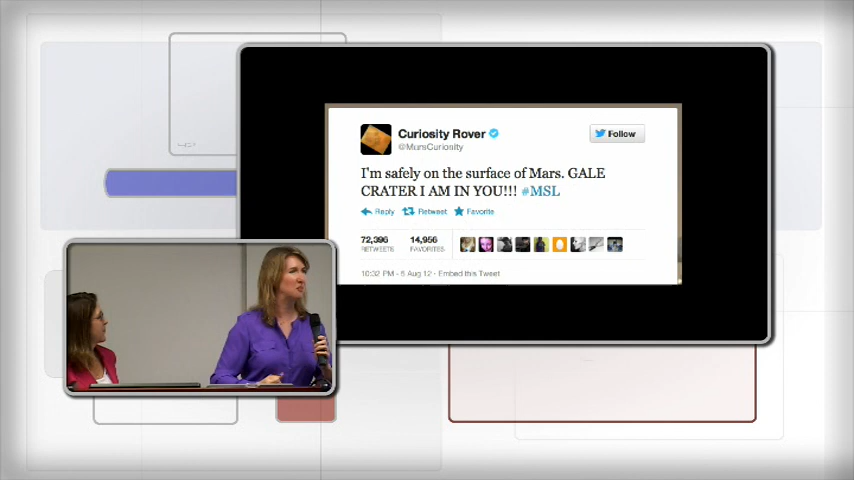 Curiosity Rover
@MarsCuriosity
Follow
I'm safely on the surface of Mars. GALE
CRATER I AM IN YOU!!! #MSL
Reply Retweet Favorite
72,396 14,956
RETWEETS FAVORITES
10:32 PM - 5 Aug 12 - Embed this Tweet